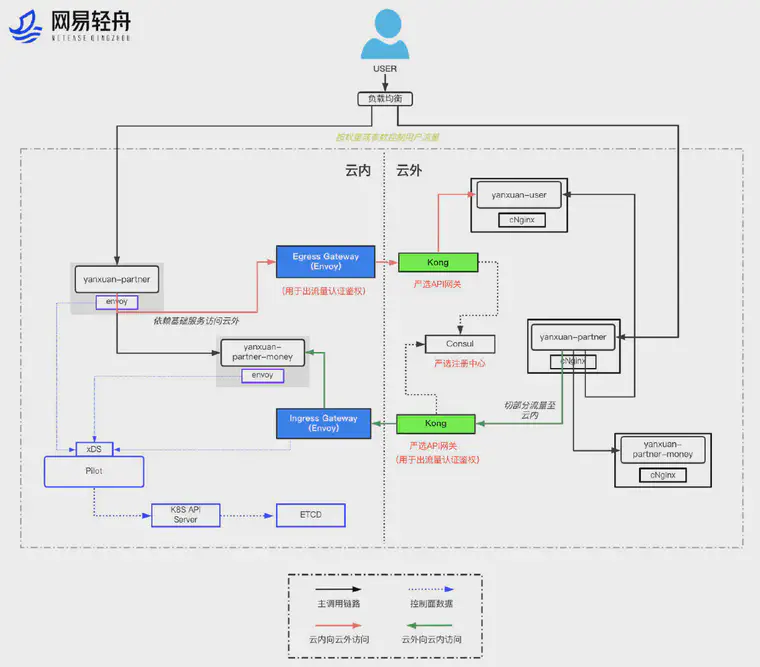 网易轻舟
NETEASE QINGZHOU
USER
负载均衡
按权重或参数控制用户流量
云内
云外
yanxuan-user
cNginx
Egress Gateway
(Envoy)
Kong
(用于出流量认证鉴权)
严选API网关
yanxuan-partner
envoy
依赖基础服务访问云外
yanxuan-
partner-money
envoy
Consul
严选注册中心
yanxuan-partner
cNginx
切部分流量至
云内
Ingress Gateway
(Envoy)
Kong
严选API网关
(用于出流量认证鉴权)
yanxuan-
partner-money
cNginx
xDS
Pilot
K8S API
Server
ETCD
主调用链路
控制面数据
云内向云外访问
云外向云内访问